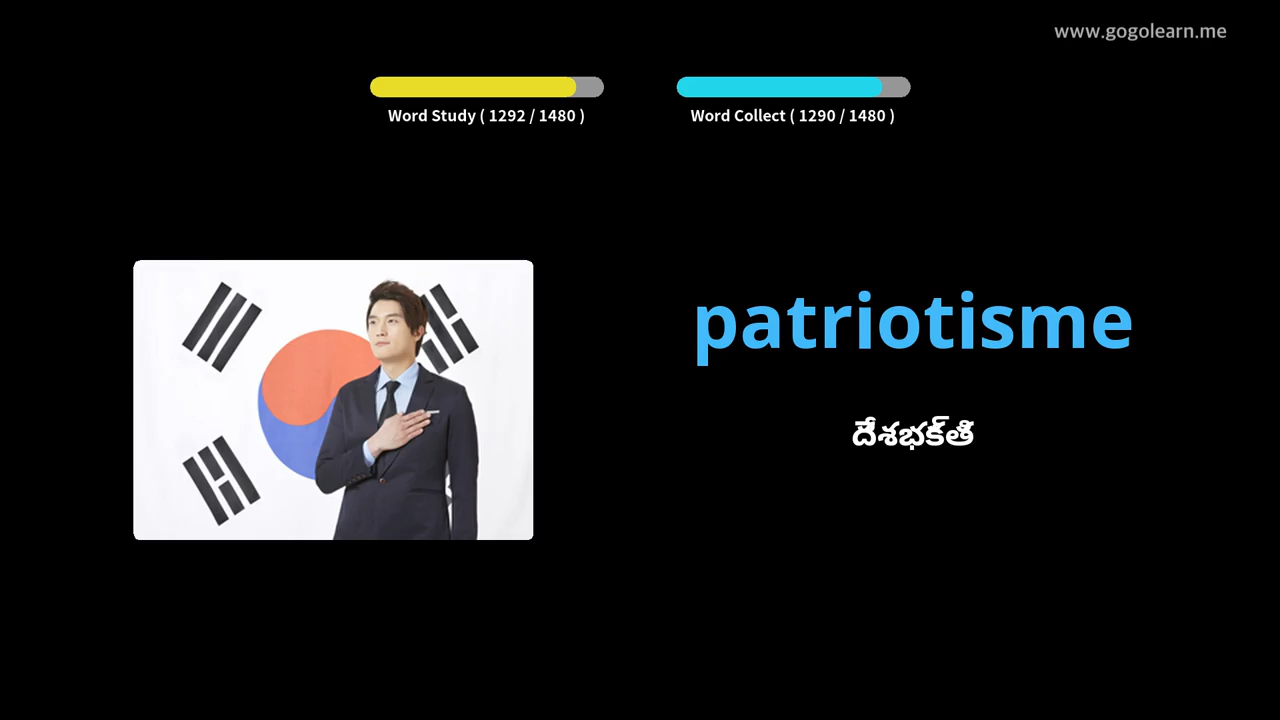 www.gogolearn.me
Word Study ( 1292 / 1480 )
Word Collect ( 1290 / 1480 )
patriotisme
దేశభక్తి